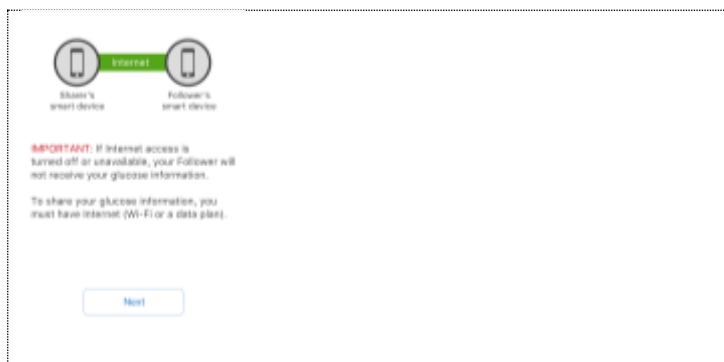 Internet
Sharer's Follower's
smart device smart device
IMPORTANT: If Internet access is
turned off or unavailable, your Follower will
not receive your glucose information.
To share your glucose information, you
must have Internet (Wi-Fi or a data plan).
Next